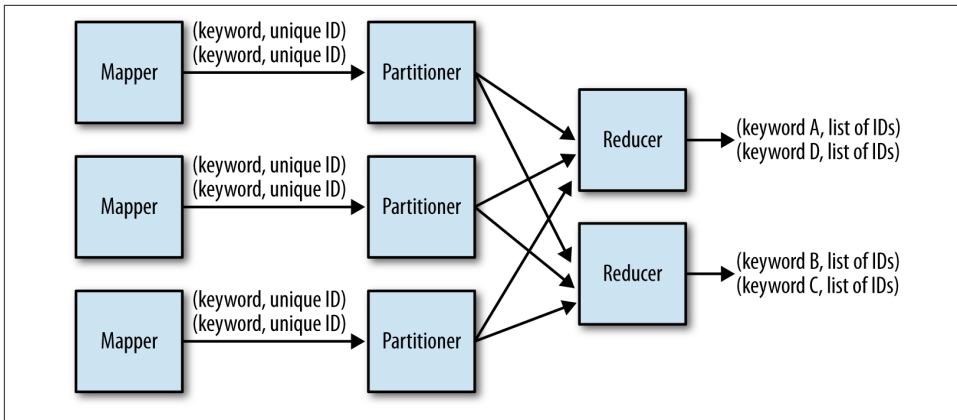 (keyword, unique ID)
(keyword, unique ID)
Mapper
Partitioner
Reducer
(keyword A, list of IDs)
(keyword D, list of IDs)
(keyword, unique ID)
(keyword, unique ID)
Mapper
Partitioner
Reducer
(keyword B, list of IDs)
(keyword C, list of IDs)
(keyword, unique ID)
(keyword, unique ID)
Mapper
Partitioner